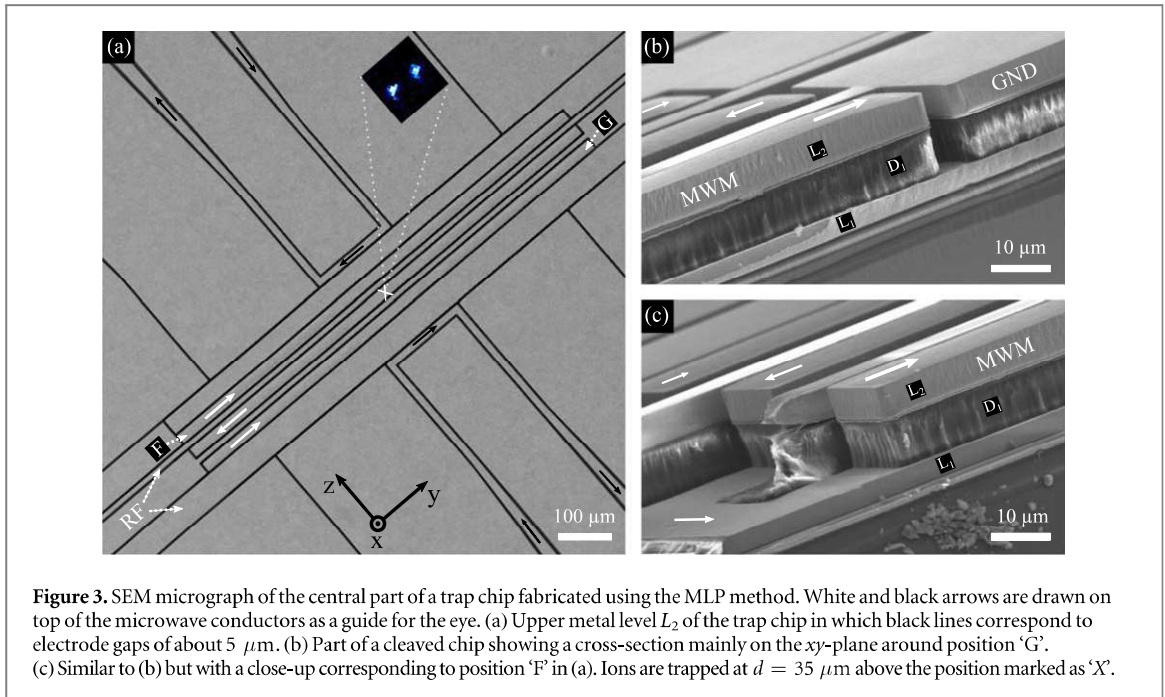 (a)
G
X
F
RF
z
y
x
100 μm
(b)
GND
L₂
D₁
MWM
L₁
10 μm
(c)
MWM
L₂
D₁
L₁
10 μm
Figure 3. SEM micrograph of the central part of a trap chip fabricated using the MLP method. White and black arrows are drawn on
top of the microwave conductors as a guide for the eye. (a) Upper metal level L₂ of the trap chip in which black lines correspond to
electrode gaps of about 5 μm. (b) Part of a cleaved chip showing a cross-section mainly on the xy-plane around position ‘G’.
(c) Similar to (b) but with a close-up corresponding to position ‘F’ in (a). Ions are trapped at d = 35 μm above the position marked as ‘X’.